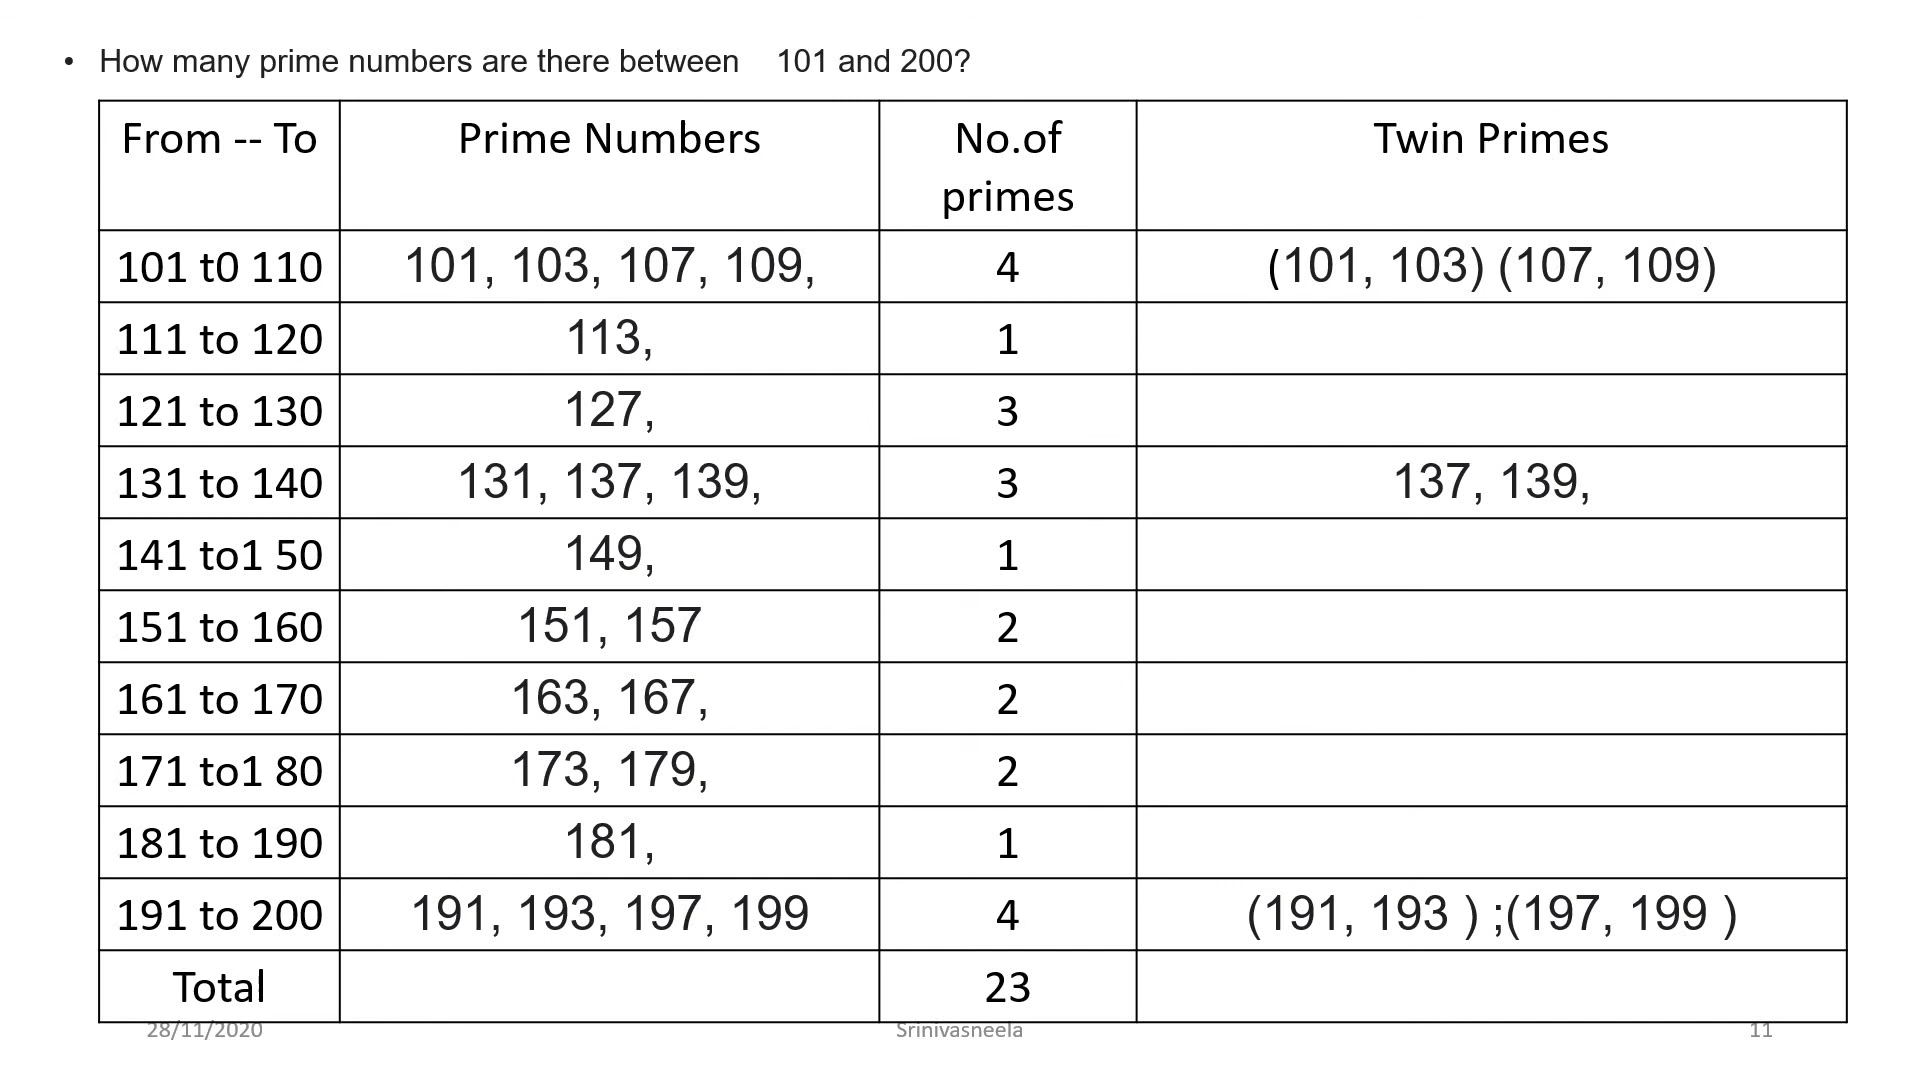 • How many prime numbers are there between 101 and 200?
From -- To Prime Numbers No.of primes Twin Primes
101 t0 110 101, 103, 107, 109, 4 (101, 103) (107, 109)
111 to 120 113, 1
121 to 130 127, 3
131 to 140 131, 137, 139, 3 137, 139,
141 to1 50 149, 1
151 to 160 151, 157 2
161 to 170 163, 167, 2
171 to1 80 173, 179, 2
181 to 190 181, 1
191 to 200 191, 193, 197, 199 4 (191, 193 ) ;(197, 199 )
Total 23
28/11/2020 Srinivasneela 11